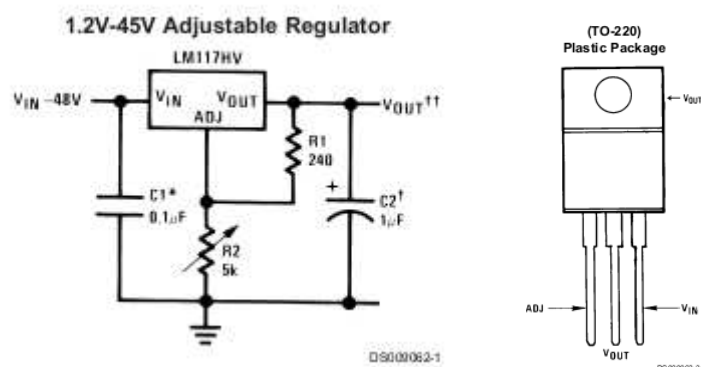 1.2V-45V Adjustable Regulator
LM117HV
VIN -48V
VIN VOUT
ADJ
VOUT††
R1
240
C1*
0.1µF
+
C2†
1µF
R2
5k
DS009062-1
(TO-220)
Plastic Package
VOUT
ADJ
VIN
VOUT